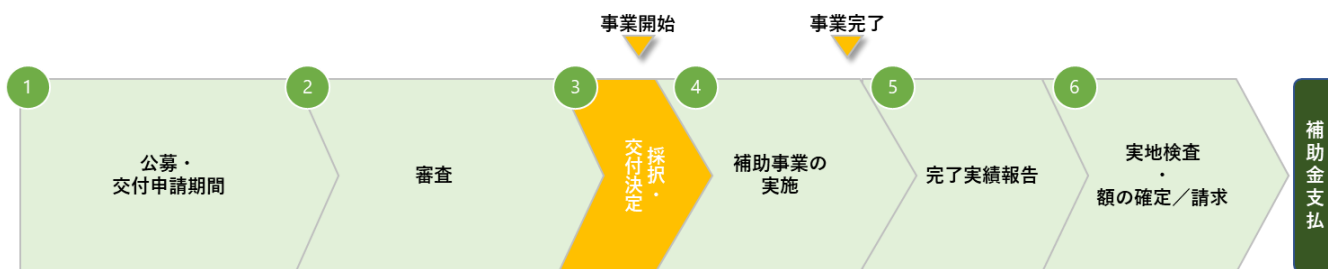 事業開始
事業完了
1
公募・
交付申請期間
2
審査
3
採択・
交付決定
4
補助事業の
実施
5
完了実績報告
6
実地検査
・
額の確定／請求
補助金支払